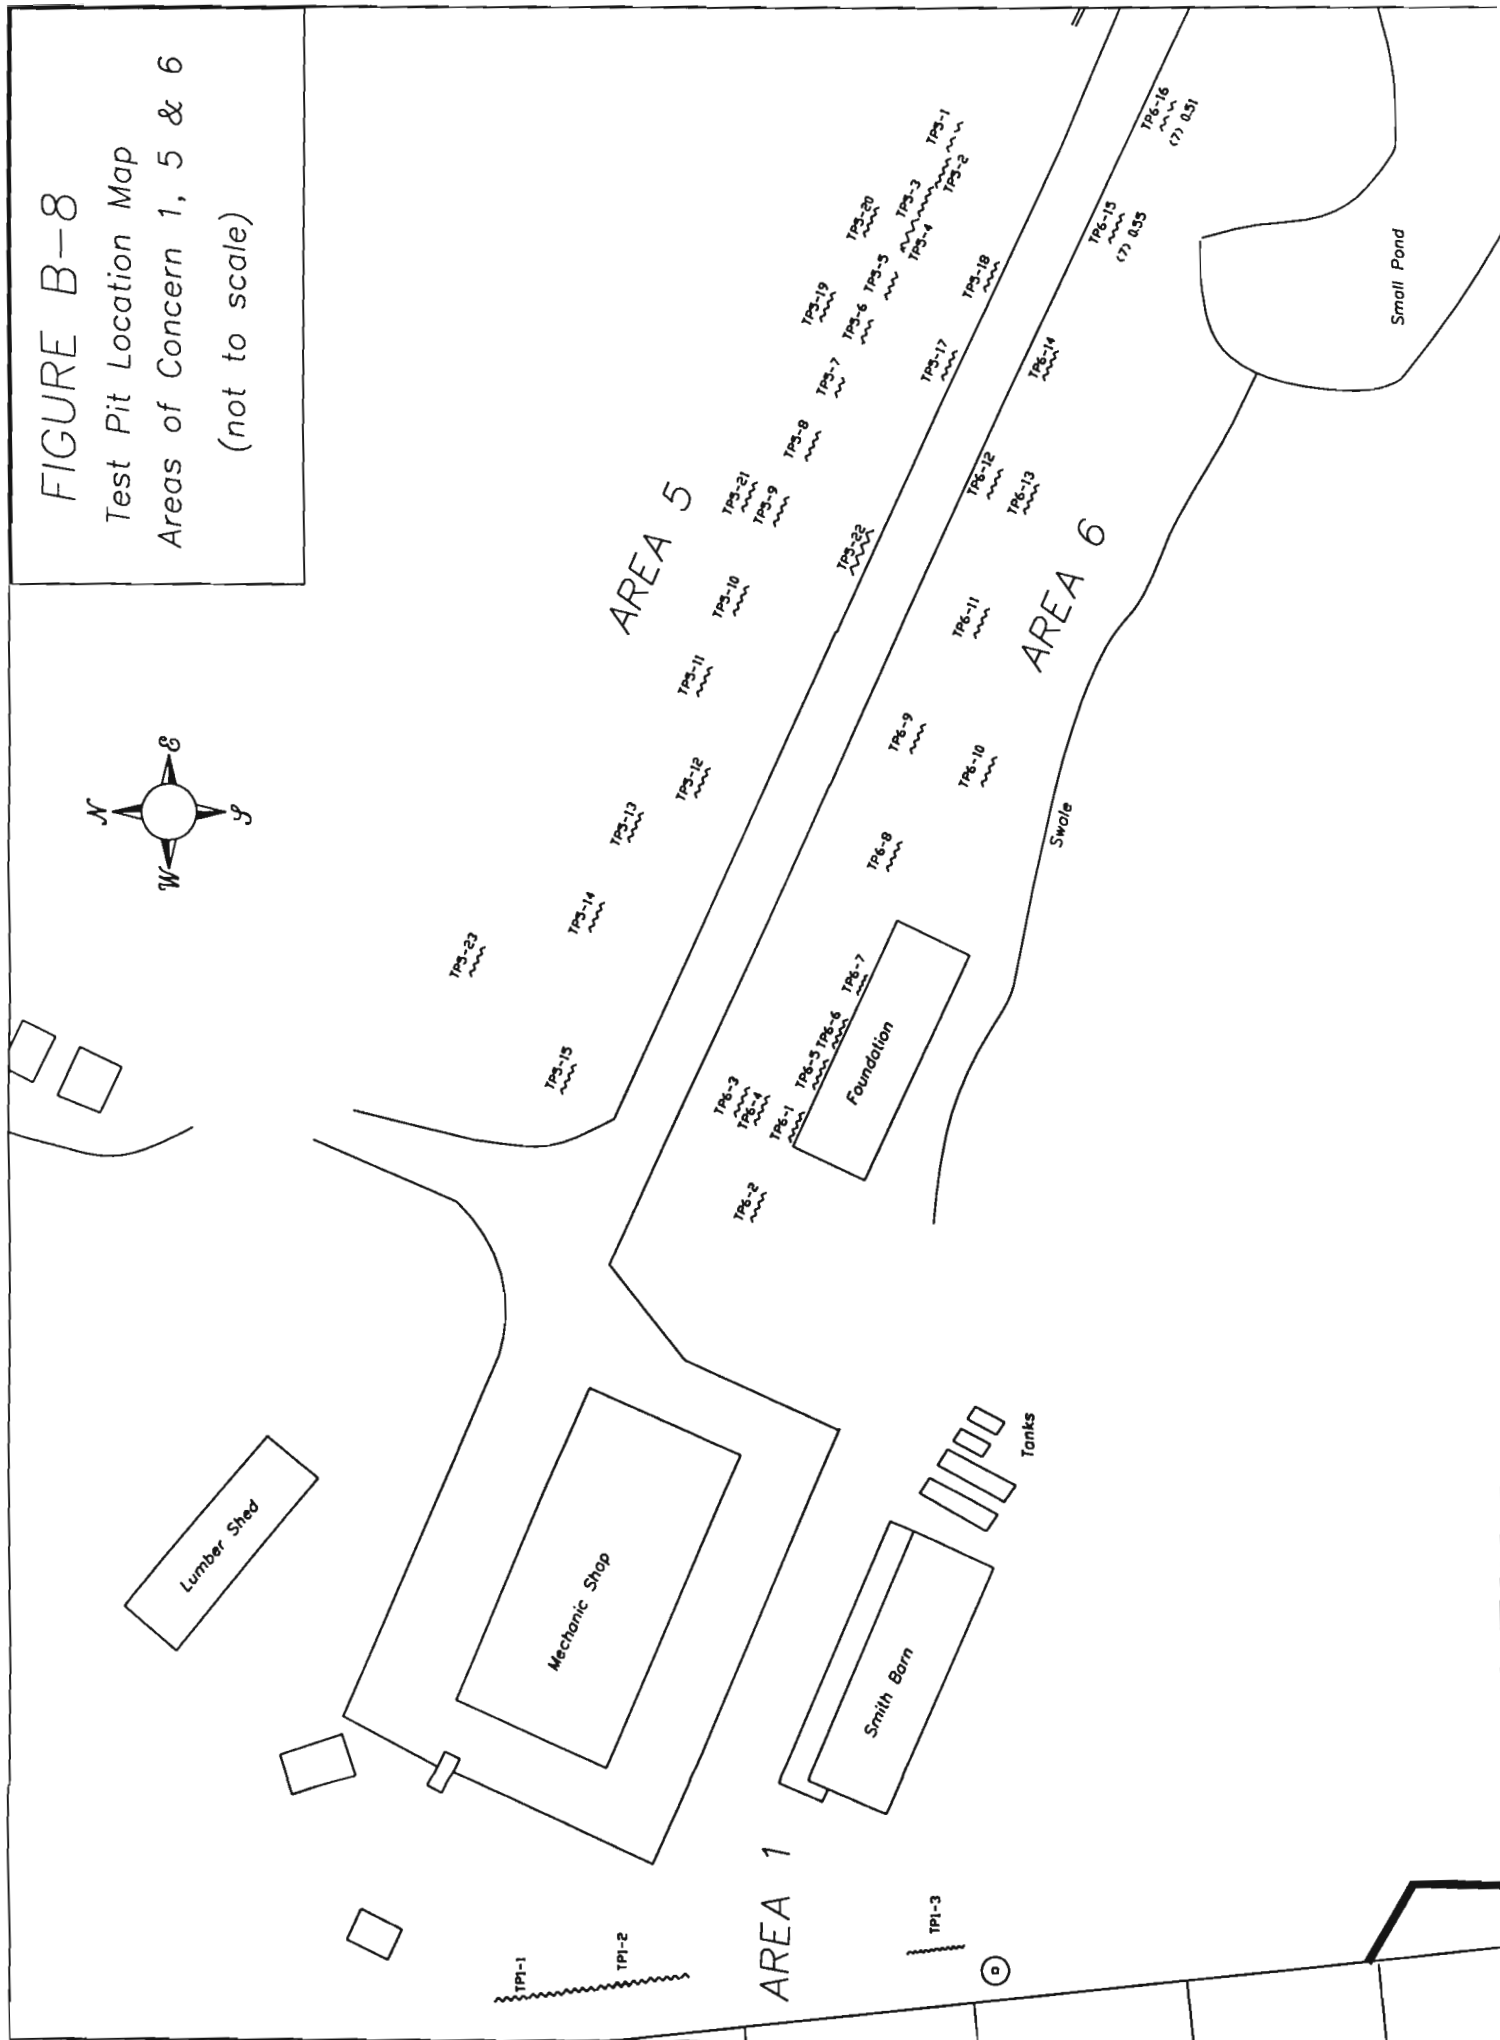 FIGURE B-8
Test Pit Location Map
Areas of Concern 1, 5 & 6
(not to scale)
N
W
E
S
AREA 5
TP5-1
TP5-2
TP5-3
TP5-4
TP5-5
TP5-6
TP5-7
TP5-8
TP5-9
TP5-10
TP5-11
TP5-12
TP5-13
TP5-14
TP5-15
TP5-17
TP5-18
TP5-19
TP5-20
TP5-21
TP5-22
TP5-23
AREA 6
TP6-1
TP6-2
TP6-3
TP6-4
TP6-5
TP6-6
TP6-7
TP6-8
TP6-9
TP6-10
TP6-11
TP6-12
TP6-13
TP6-14
TP6-15
(7) 0.55
TP6-16
(7) 0.51
Small Pond
Swale
Foundation
Lumber Shed
Mechanic Shop
Smith Barn
Tanks
AREA 1
TP1-1
TP1-2
TP1-3